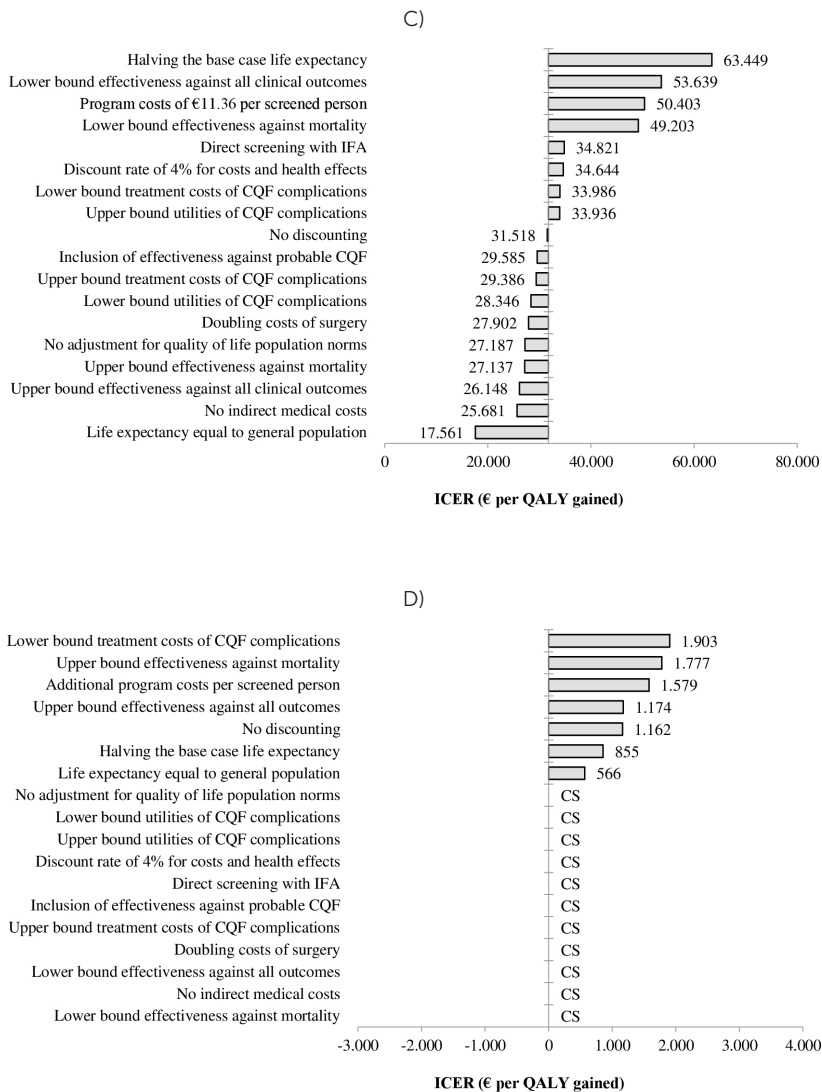 C)
Halving the base case life expectancy 63.449
Lower bound effectiveness against all clinical outcomes 53.639
Program costs of €11.36 per screened person 50.403
Lower bound effectiveness against mortality 49.203
Direct screening with IFA 34.821
Discount rate of 4% for costs and health effects 34.644
Lower bound treatment costs of CQF complications 33.986
Upper bound utilities of CQF complications 33.936
No discounting 31.518
Inclusion of effectiveness against probable CQF 29.585
Upper bound treatment costs of CQF complications 29.386
Lower bound utilities of CQF complications 28.346
Doubling costs of surgery 27.902
No adjustment for quality of life population norms 27.187
Upper bound effectiveness against mortality 27.137
Upper bound effectiveness against all clinical outcomes 26.148
No indirect medical costs 25.681
Life expectancy equal to general population 17.561
0 20.000 40.000 60.000 80.000
ICER (€ per QALY gained)
D)
Lower bound treatment costs of CQF complications 1.903
Upper bound effectiveness against mortality 1.777
Additional program costs per screened person 1.579
Upper bound effectiveness against all outcomes 1.174
No discounting 1.162
Halving the base case life expectancy 855
Life expectancy equal to general population 566
No adjustment for quality of life population norms CS
Lower bound utilities of CQF complications CS
Upper bound utilities of CQF complications CS
Discount rate of 4% for costs and health effects CS
Direct screening with IFA CS
Inclusion of effectiveness against probable CQF CS
Upper bound treatment costs of CQF complications CS
Doubling costs of surgery CS
Lower bound effectiveness against all outcomes CS
No indirect medical costs CS
Lower bound effectiveness against mortality CS
-3.000 -2.000 -1.000 0 1.000 2.000 3.000 4.000
ICER (€ per QALY gained)